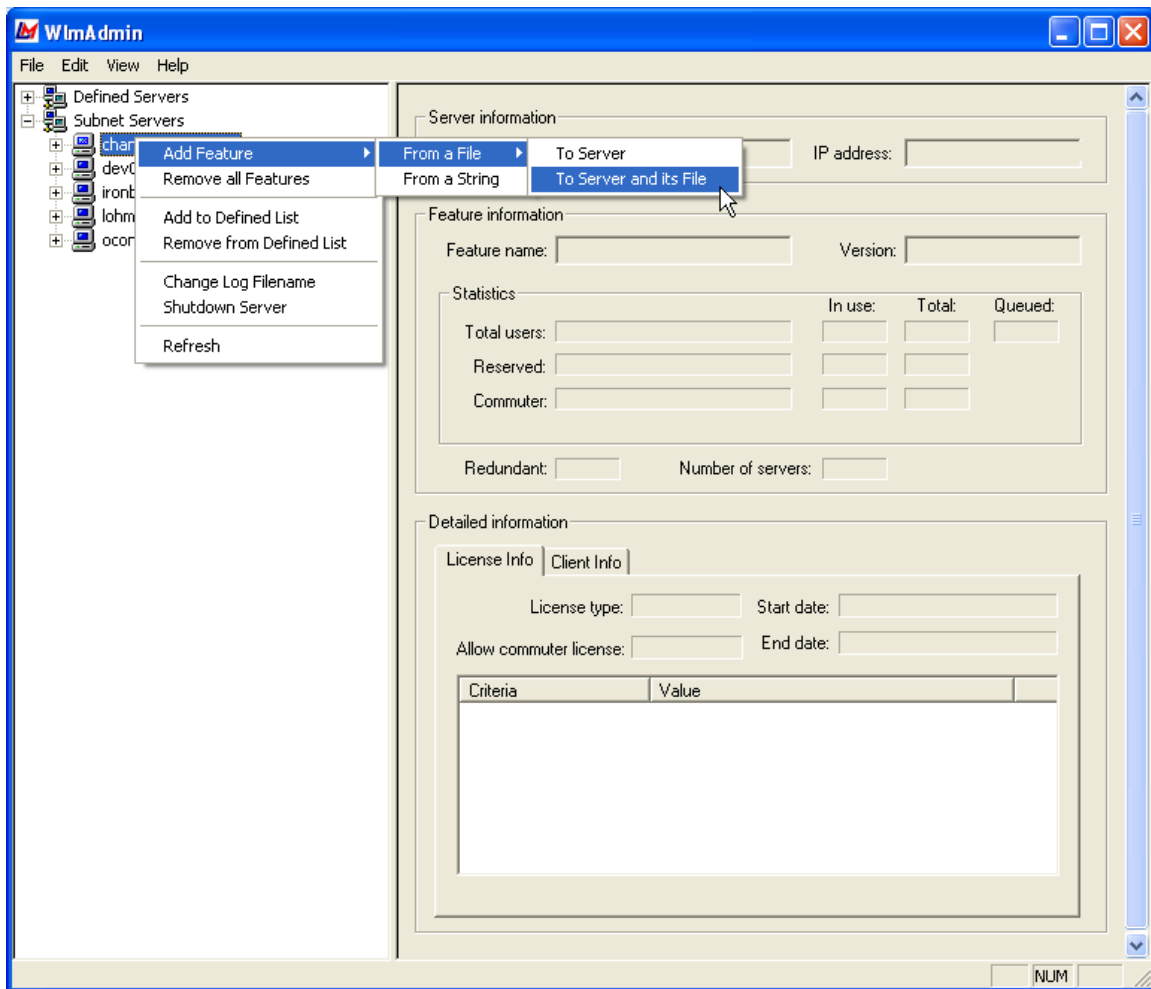 WlmAdmin
File Edit View Help
Defined Servers
Subnet Servers
Add Feature
Remove all Features
Add to Defined List
Remove from Defined List
Change Log Filename
Shutdown Server
Refresh
From a File
From a String
To Server
To Server and its File
Server information
IP address:
Feature information
Feature name: Version:
Statistics
In use: Total: Queued:
Total users:
Reserved:
Commuter:
Redundant: Number of servers:
Detailed information
License Info Client Info
License type: Start date:
Allow commuter license: End date:
Criteria Value
NUM